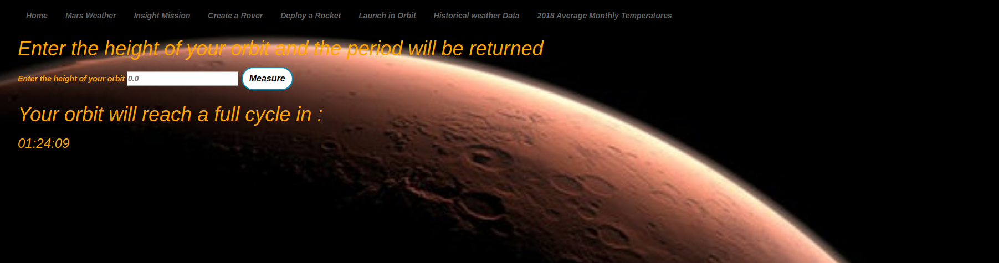 Home Mars Weather Insight Mission Create a Rover Deploy a Rocket Launch in Orbit Historical weather Data 2018 Average Monthly Temperatures
Enter the height of your orbit and the period will be returned
Enter the height of your orbit 0.0 Measure
Your orbit will reach a full cycle in :
01:24:09